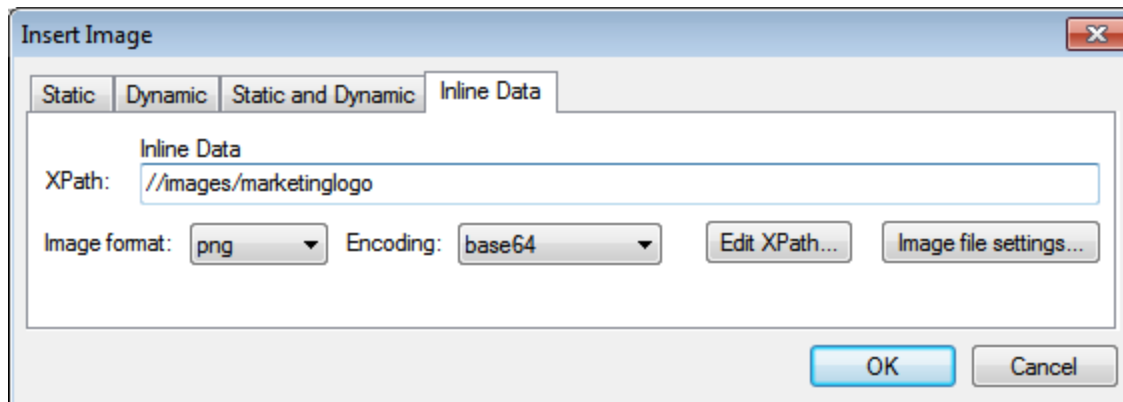 Insert Image
Static Dynamic Static and Dynamic Inline Data
Inline Data
XPath: //images/marketinglogo
Image format: png Encoding: base64 Edit XPath... Image file settings...
OK Cancel